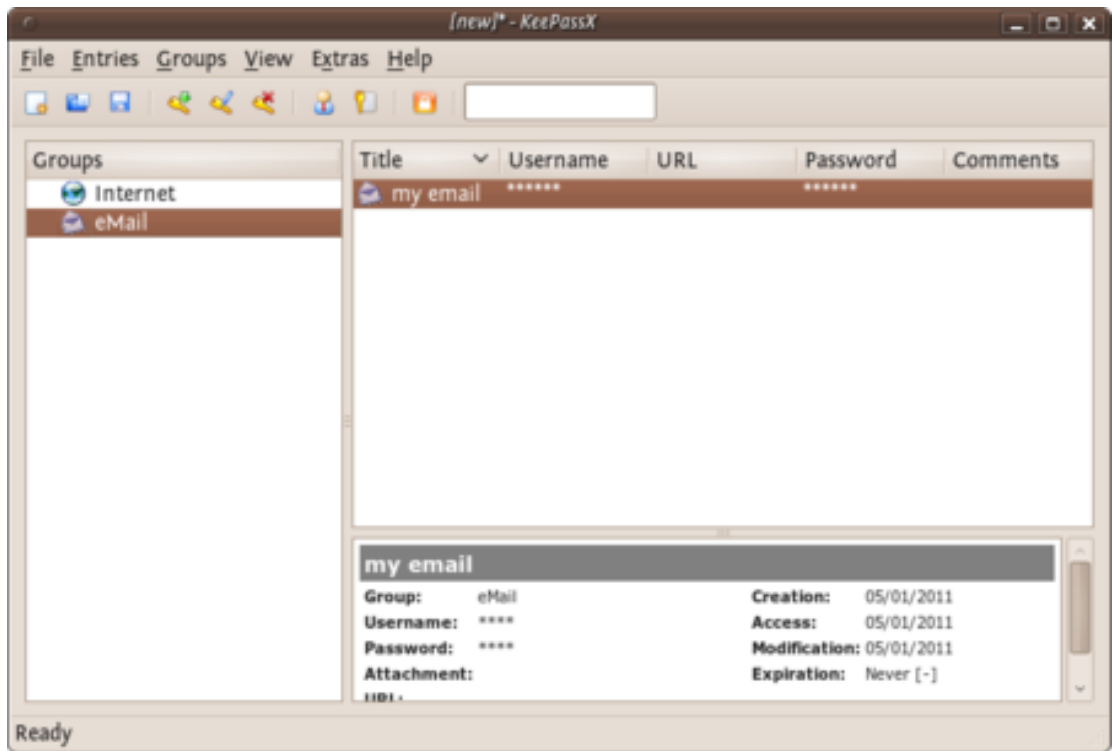 [new]* - KeePassX
File Entries Groups View Extras Help
Groups
Internet
eMail
Title Username URL Password Comments
my email ****** ******
my email
Group: eMail Creation: 05/01/2011
Username: **** Access: 05/01/2011
Password: **** Modification: 05/01/2011
Attachment: Expiration: Never [-]
URL:
Ready